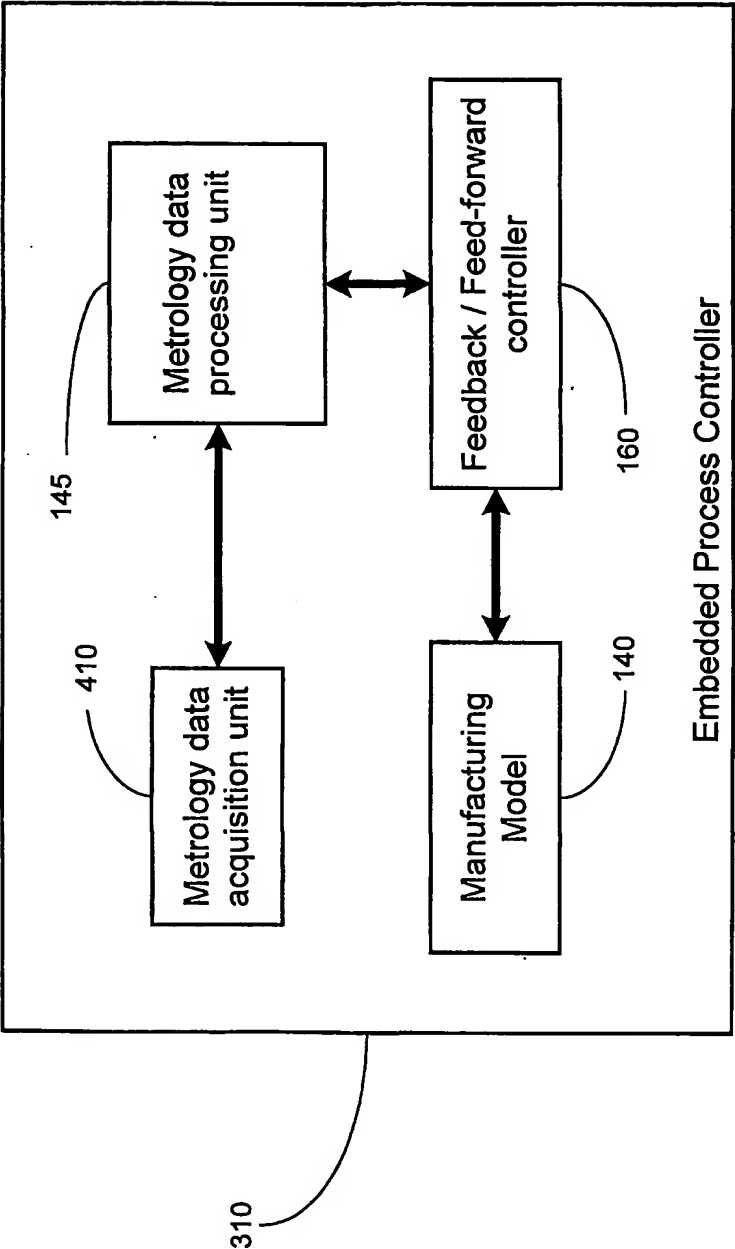 310
410
Metrology data
acquisition unit
145
Metrology data
processing unit
Manufacturing
Model
140
Feedback / Feed-forward
controller
160
Embedded Process Controller